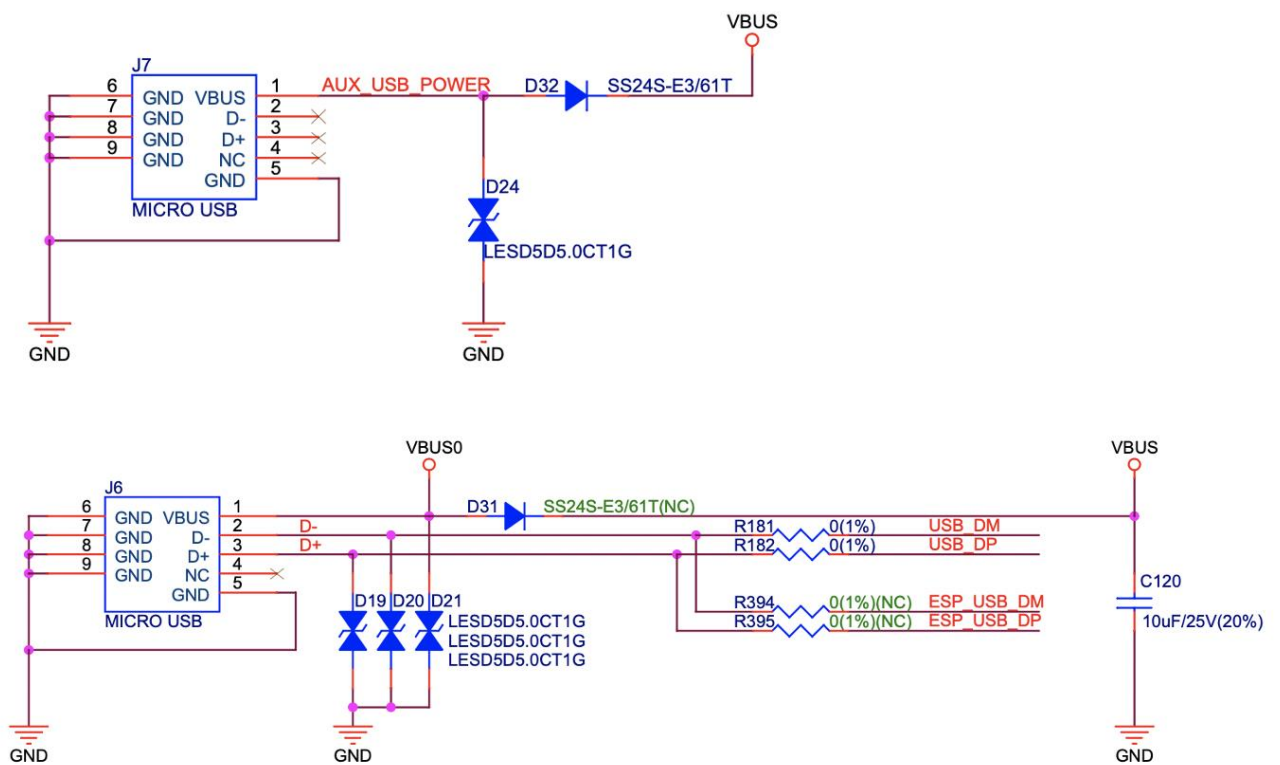 VBUS
J7
6 GND VBUS 1 AUX_USB_POWER D32 SS24S-E3/61T
7 GND D- 2
8 GND D+ 3
9 GND NC 4
GND 5
MICRO USB
D24
LESD5D5.0CT1G
GND
GND
VBUS0
VBUS
J6
6 GND VBUS 1 D31 SS24S-E3/61T(NC)
7 GND D- 2 D- R181 0(1%) USB_DM
8 GND D+ 3 D+ R182 0(1%) USB_DP
9 GND NC 4
GND 5
MICRO USB
D19 D20 D21
LESD5D5.0CT1G
LESD5D5.0CT1G
LESD5D5.0CT1G
R394 0(1%)(NC) ESP_USB_DM
R395 0(1%)(NC) ESP_USB_DP
C120
10uF/25V(20%)
GND
GND
GND